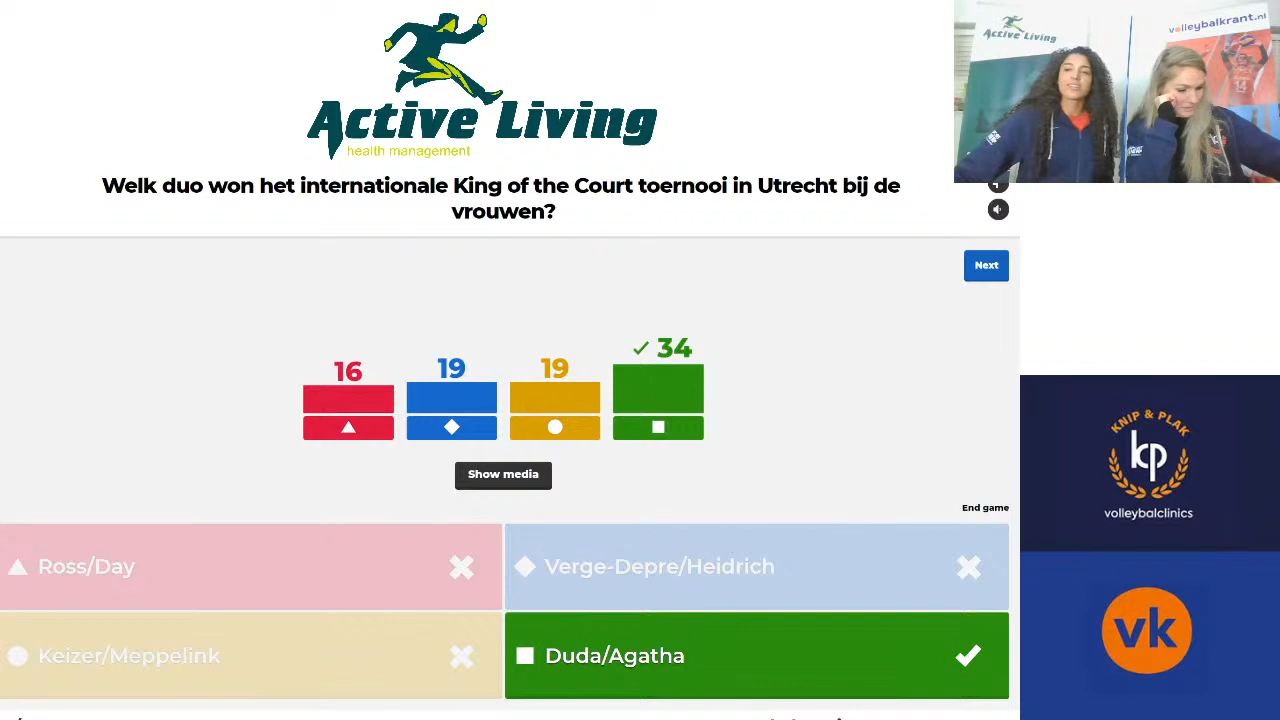 Active Living
health management
Active Living
volleybalkrant.nl
14
Welk duo won het internationale King of the Court toernooi in Utrecht bij de
vrouwen?
Next
16
19
19
34
Show media
End game
Ross/Day
Verge-Depre/Heidrich
Keizer/Meppelink
Duda/Agatha
KNIP & PLAK
kp
volleybalclinics
vk